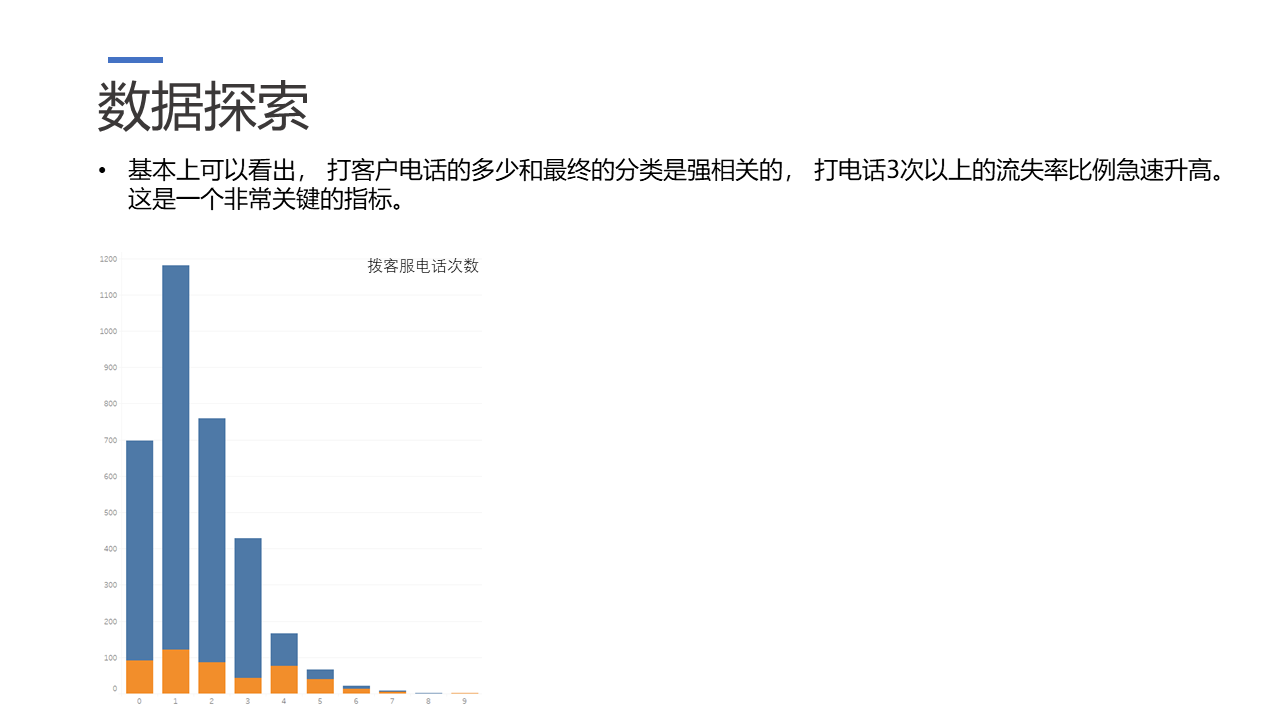 数据探索
• 基本上可以看出， 打客户电话的多少和最终的分类是强相关的， 打电话3次以上的流失率比例急速升高。
这是一个非常关键的指标。
拨客服电话次数
1200
1100
1000
900
800
700
600
500
400
300
200
100
0
0 1 2 3 4 5 6 7 8 9